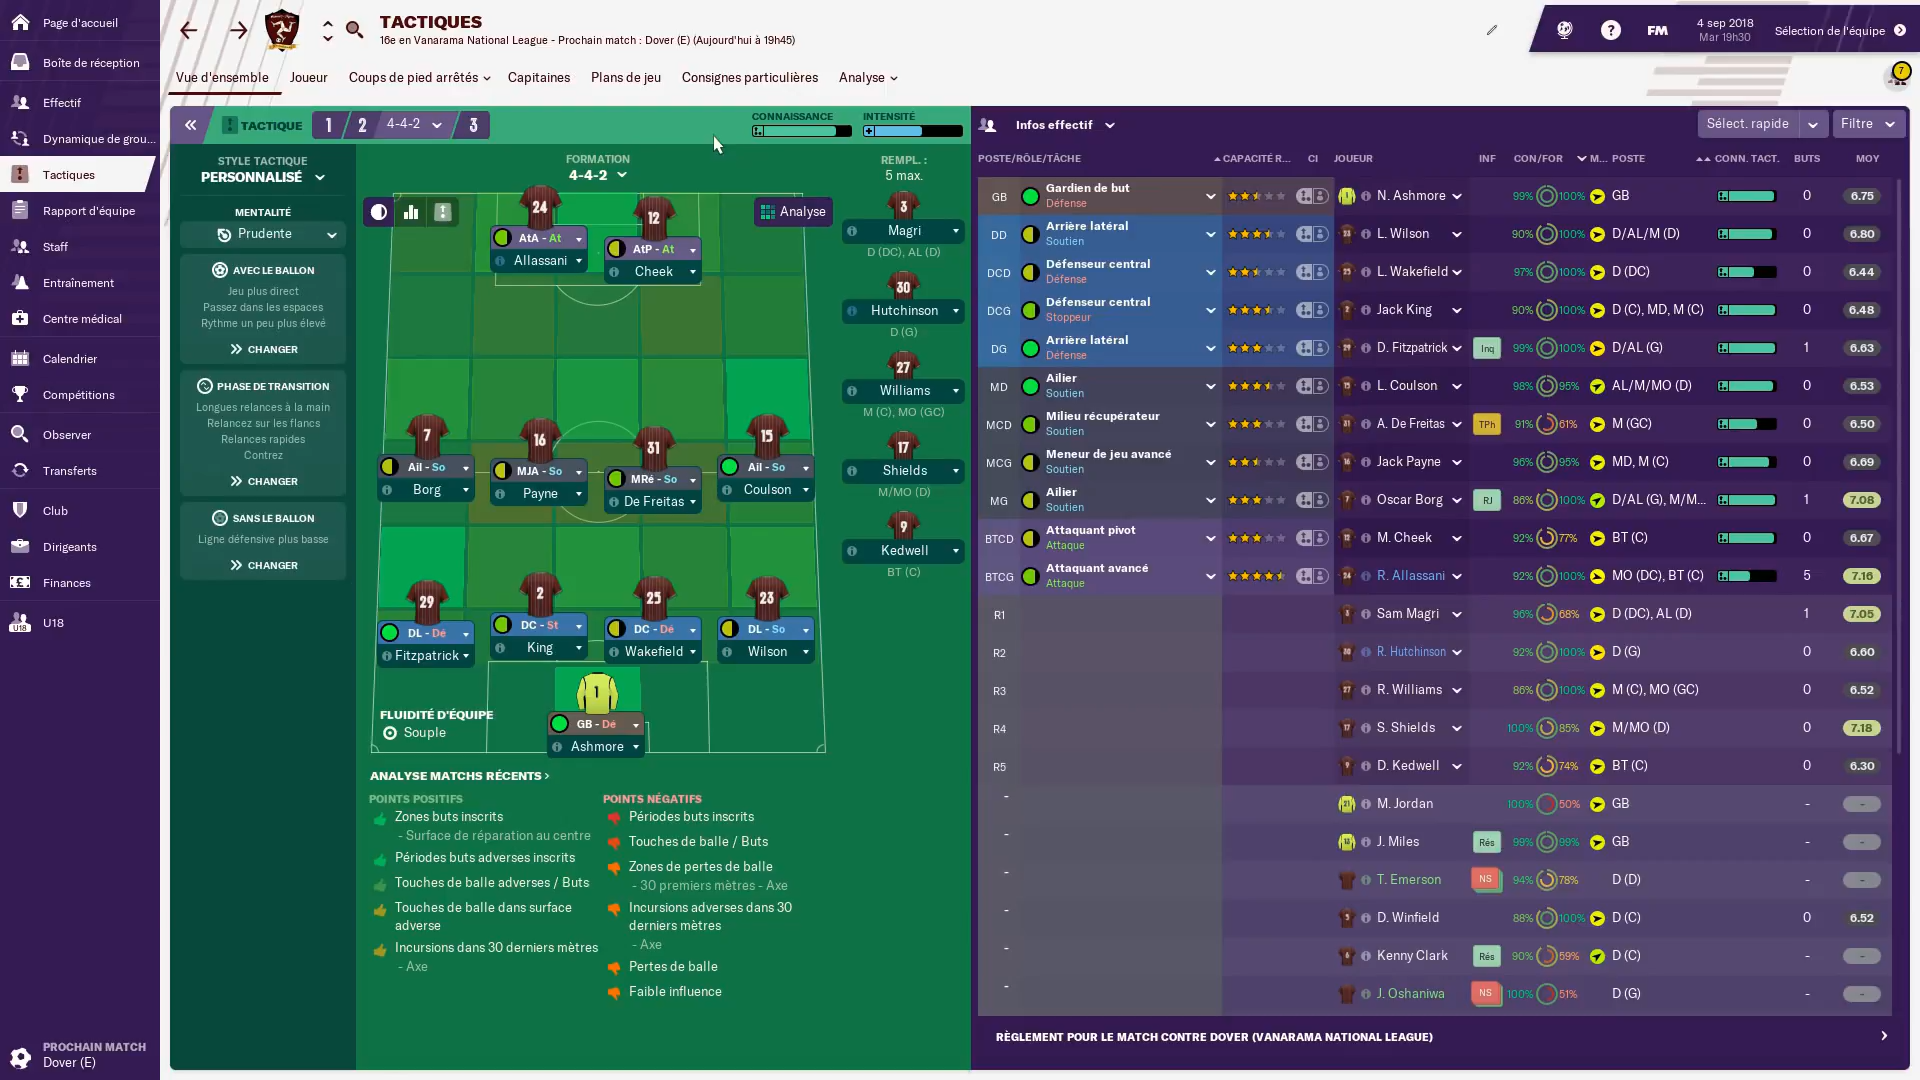 Page d'accueil
Boîte de réception
Effectif
Dynamique de grou...
Tactiques
Rapport d'équipe
Staff
Entraînement
Centre médical
Calendrier
Compétitions
Observer
Transferts
Club
Dirigeants
Finances
U18
U18
PROCHAIN MATCH
Dover (E)
TACTIQUES
16e en Vanarama National League - Prochain match : Dover (E) (Aujourd'hui à 19h45)
? FM
4 sep 2018
Mar 19h30
Sélection de l'équipe
7
Vue d'ensemble Joueur Coups de pied arrêtés Capitaines Plans de jeu Consignes particulières Analyse
TACTIQUE 1 2 4-4-2 3
CONNAISSANCE INTENSITÉ
STYLE TACTIQUE
PERSONNALISÉ
MENTALITÉ
Prudente
AVEC LE BALLON
Jeu plus direct
Passez dans les espaces
Rythme un peu plus élevé
CHANGER
PHASE DE TRANSITION
Longues relances à la main
Relancez sur les flancs
Relances rapides
Contrez
CHANGER
SANS LE BALLON
Ligne défensive plus basse
CHANGER
FORMATION
4-4-2
Analyse
24
AtA - At
Allassani
12
AtP - At
Cheek
7
Ail - So
Borg
16
MJA - So
Payne
31
MRé - So
De Freitas
15
Ail - So
Coulson
29
DL - Dé
Fitzpatrick
2
DC - St
King
25
DC - Dé
Wakefield
23
DL - So
Wilson
1
GB - Dé
Ashmore
FLUIDITÉ D'ÉQUIPE
Souple
REMPL. :
5 max.
3
Magri
D (DC), AL (D)
30
Hutchinson
D (G)
27
Williams
M (C), MO (GC)
17
Shields
M/MO (D)
9
Kedwell
BT (C)
ANALYSE MATCHS RÉCENTS >
POINTS POSITIFS
Zones buts inscrits
- Surface de réparation au centre
Périodes buts adverses inscrits
Touches de balle adverses / Buts
Touches de balle dans surface
adverse
Incursions dans 30 derniers mètres
- Axe
POINTS NÉGATIFS
Périodes buts inscrits
Touches de balle / Buts
Zones de pertes de balle
- 30 premiers mètres - Axe
Incursions adverses dans 30
derniers mètres
- Axe
Pertes de balle
Faible influence
Infos effectif
Sélect. rapide Filtre
POSTE/RÔLE/TÂCHE CAPACITÉ R... CI JOUEUR INF CON/FOR M... POSTE CONN. TACT. BUTS MOY
GB Gardien de but Défense N. Ashmore 99% 100% GB 0 6.75
DD Arrière latéral Soutien L. Wilson 90% 100% D/AL/M (D) 0 6.80
DCD Défenseur central Défense L. Wakefield 97% 100% D (DC) 0 6.44
DCG Défenseur central Stoppeur Jack King 90% 100% D (C), MD, M (C) 0 6.48
DG Arrière latéral Défense D. Fitzpatrick Inq 99% 100% D/AL (G) 1 6.63
MD Ailier Soutien L. Coulson 98% 95% AL/M/MO (D) 0 6.53
MCD Milieu récupérateur Soutien A. De Freitas TPh 91% 61% M (GC) 0 6.50
MCG Meneur de jeu avancé Soutien Jack Payne 96% 95% MD, M (C) 0 6.69
MG Ailier Soutien Oscar Borg RJ 86% 100% D/AL (G), M/M... 1 7.08
BTCD Attaquant pivot Attaque M. Cheek 92% 77% BT (C) 0 6.67
BTCG Attaquant avancé Attaque R. Allassani 92% 100% MO (DC), BT (C) 5 7.16
R1 Sam Magri 96% 68% D (DC), AL (D) 1 7.05
R2 R. Hutchinson 92% 100% D (G) 0 6.60
R3 R. Williams 86% 100% M (C), MO (GC) 0 6.52
R4 S. Shields 100% 85% M/MO (D) 0 7.18
R5 D. Kedwell 92% 74% BT (C) 0 6.30
- M. Jordan 100% 50% GB - -
- J. Miles Rés 99% 99% GB - -
- T. Emerson NS 94% 78% D (D) - -
- D. Winfield 88% 100% D (C) 0 6.52
- Kenny Clark Rés 90% 59% D (C) - -
- J. Oshaniwa NS 100% 51% D (G) - -
RÈGLEMENT POUR LE MATCH CONTRE DOVER (VANARAMA NATIONAL LEAGUE)